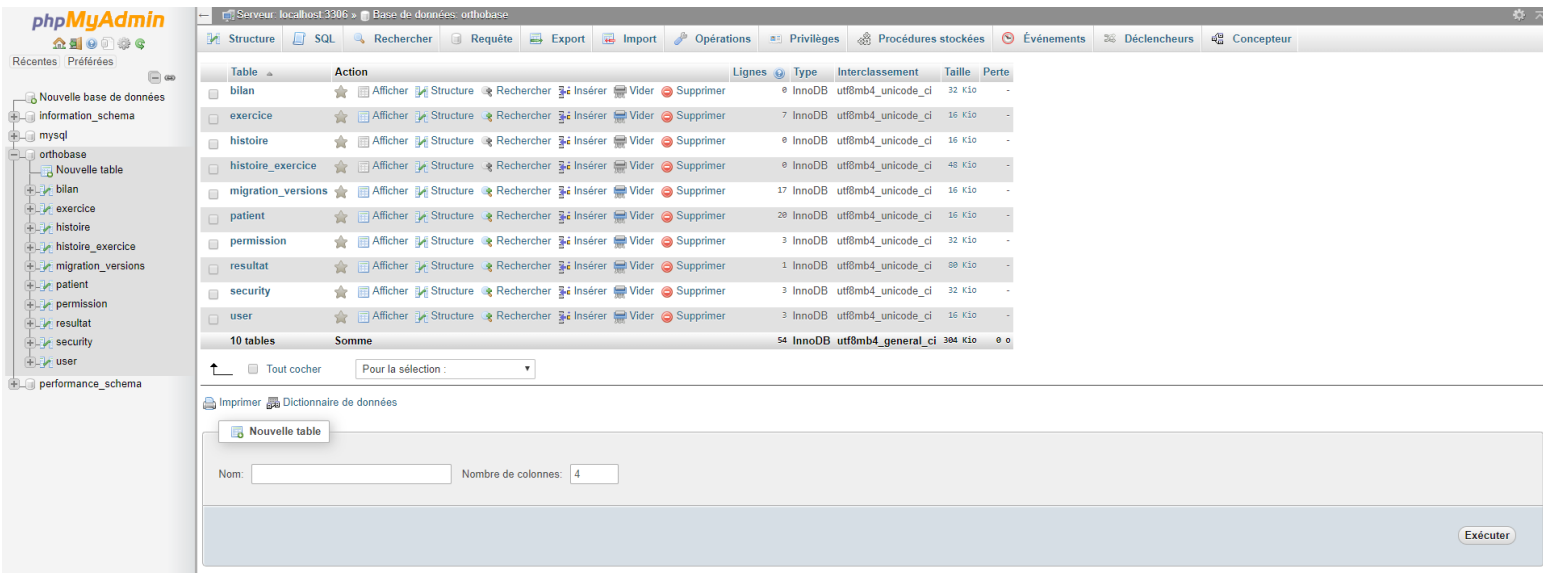 phpMyAdmin
Récentes Préférées
Nouvelle base de données
information_schema
mysql
orthobase
Nouvelle table
bilan
exercice
histoire
histoire_exercice
migration_versions
patient
permission
resultat
security
user
performance_schema
Serveur: localhost:3306 » Base de données: orthobase
Structure SQL Rechercher Requête Export Import Opérations Privilèges Procédures stockées Événements Déclencheurs Concepteur
Table Action Lignes Type Interclassement Taille Perte
bilan Afficher Structure Rechercher Insérer Vider Supprimer 0 InnoDB utf8mb4_unicode_ci 32 Kio -
exercice Afficher Structure Rechercher Insérer Vider Supprimer 7 InnoDB utf8mb4_unicode_ci 16 Kio -
histoire Afficher Structure Rechercher Insérer Vider Supprimer 0 InnoDB utf8mb4_unicode_ci 16 Kio -
histoire_exercice Afficher Structure Rechercher Insérer Vider Supprimer 0 InnoDB utf8mb4_unicode_ci 48 Kio -
migration_versions Afficher Structure Rechercher Insérer Vider Supprimer 17 InnoDB utf8mb4_unicode_ci 16 Kio -
patient Afficher Structure Rechercher Insérer Vider Supprimer 20 InnoDB utf8mb4_unicode_ci 16 Kio -
permission Afficher Structure Rechercher Insérer Vider Supprimer 3 InnoDB utf8mb4_unicode_ci 32 Kio -
resultat Afficher Structure Rechercher Insérer Vider Supprimer 1 InnoDB utf8mb4_unicode_ci 80 Kio -
security Afficher Structure Rechercher Insérer Vider Supprimer 3 InnoDB utf8mb4_unicode_ci 32 Kio -
user Afficher Structure Rechercher Insérer Vider Supprimer 3 InnoDB utf8mb4_unicode_ci 16 Kio -
10 tables Somme 54 InnoDB utf8mb4_general_ci 304 Kio 0 o
Tout cocher Pour la sélection :
Imprimer Dictionnaire de données
Nouvelle table
Nom: Nombre de colonnes: 4
Exécuter